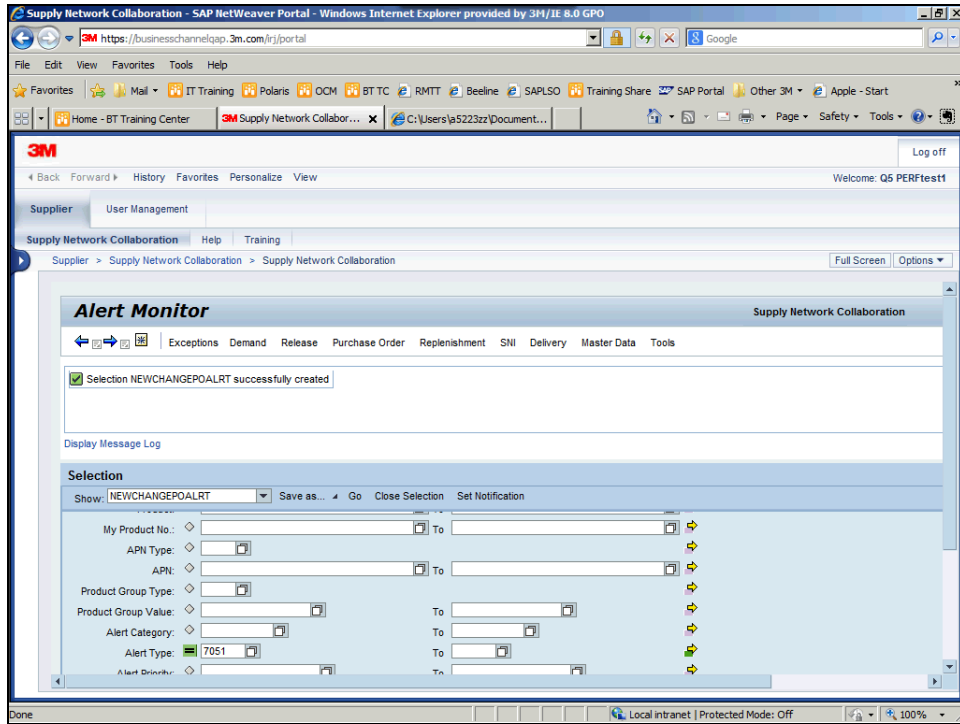 Supply Network Collaboration - SAP NetWeaver Portal - Windows Internet Explorer provided by 3M/IE 8.0 GPO
3M https://businesschannelqap.3m.com/irj/portal
Google
File Edit View Favorites Tools Help
Favorites Mail IT Training Polaris OCM BT TC RMTT Beeline SAPLSO Training Share SAP Portal Other 3M Apple - Start »
Home - BT Training Center 3M Supply Network Collabor... X C:\Users\a5223zz\Document... Page Safety Tools
3M Log off
Back Forward History Favorites Personalize View Welcome: Q5 PERFtest1
Supplier User Management
Supply Network Collaboration Help Training
Supplier > Supply Network Collaboration > Supply Network Collaboration Full Screen Options
Alert Monitor Supply Network Collaboration
Exceptions Demand Release Purchase Order Replenishment SNI Delivery Master Data Tools
Selection NEWCHANGEPOALRT successfully created
Display Message Log
Selection
Show: NEWCHANGEPOALRT Save as... Go Close Selection Set Notification
My Product No.: To
APN Type:
APN: To
Product Group Type:
Product Group Value: To
Alert Category: To
Alert Type: 7051 To
Alert Priority: To
Done Local intranet | Protected Mode: Off 100%